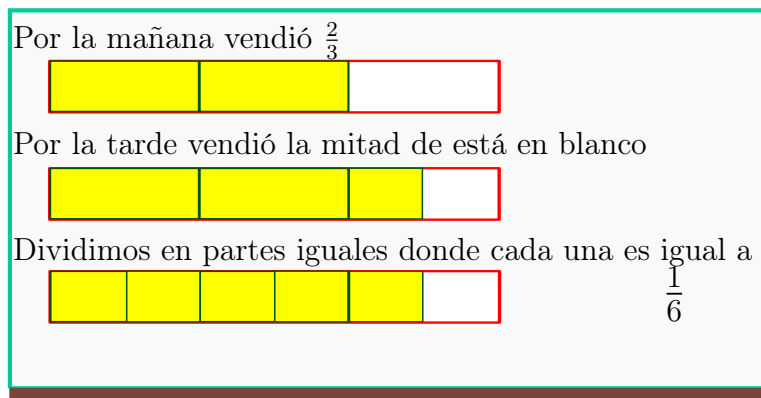 Por la mañana vendió 2/3
Por la tarde vendió la mitad de está en blanco
Dividimos en partes iguales donde cada una es igual a
1/6